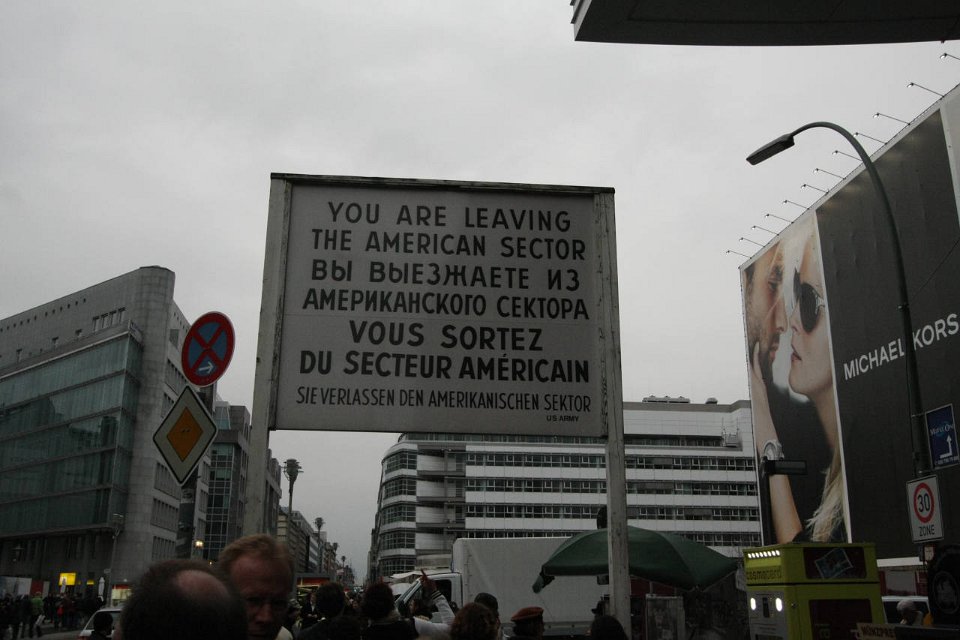 YOU ARE LEAVING
THE AMERICAN SECTOR
ВЫ ВЫЕЗЖАЕТЕ ИЗ
АМЕРИКАНСКОГО СЕКТОРА
VOUS SORTEZ
DU SECTEUR AMÉRICAIN
SIE VERLASSEN DEN AMERIKANISCHEN SEKTOR
US ARMY
MICHAEL KORS
30
ZONE